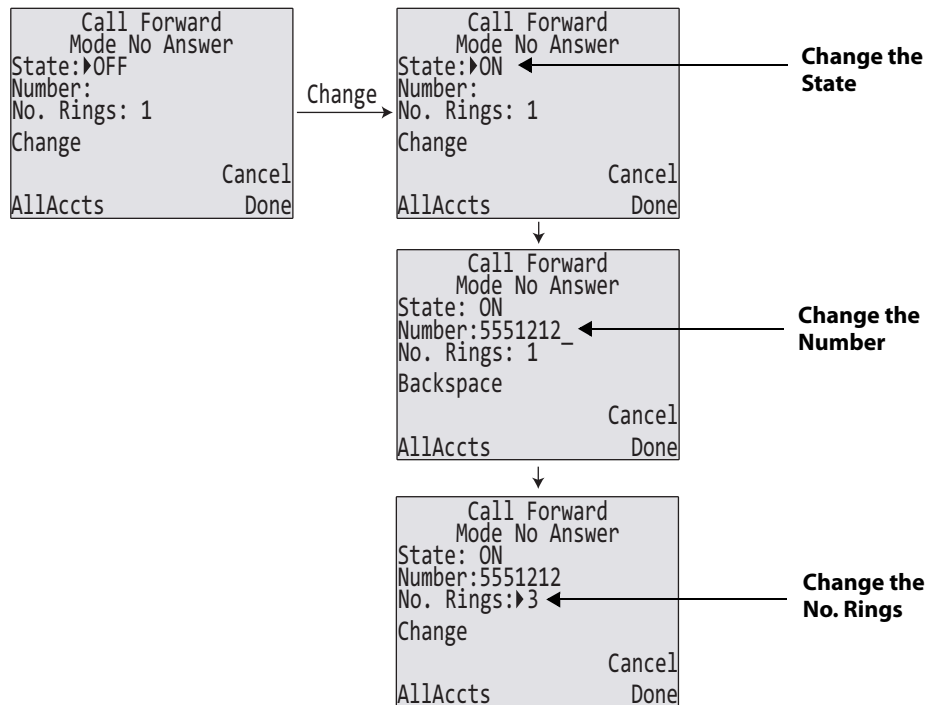 Call Forward
Mode No Answer
State:▶OFF
Number:
No. Rings: 1
Change
Cancel
AllAccts Done
Change
Call Forward
Mode No Answer
State:▶ON
Number:
No. Rings: 1
Change
Cancel
AllAccts Done
Change the
State
Call Forward
Mode No Answer
State: ON
Number:5551212_
No. Rings: 1
Backspace
Cancel
AllAccts Done
Change the
Number
Call Forward
Mode No Answer
State: ON
Number:5551212
No. Rings:▶3
Change
Cancel
AllAccts Done
Change the
No. Rings